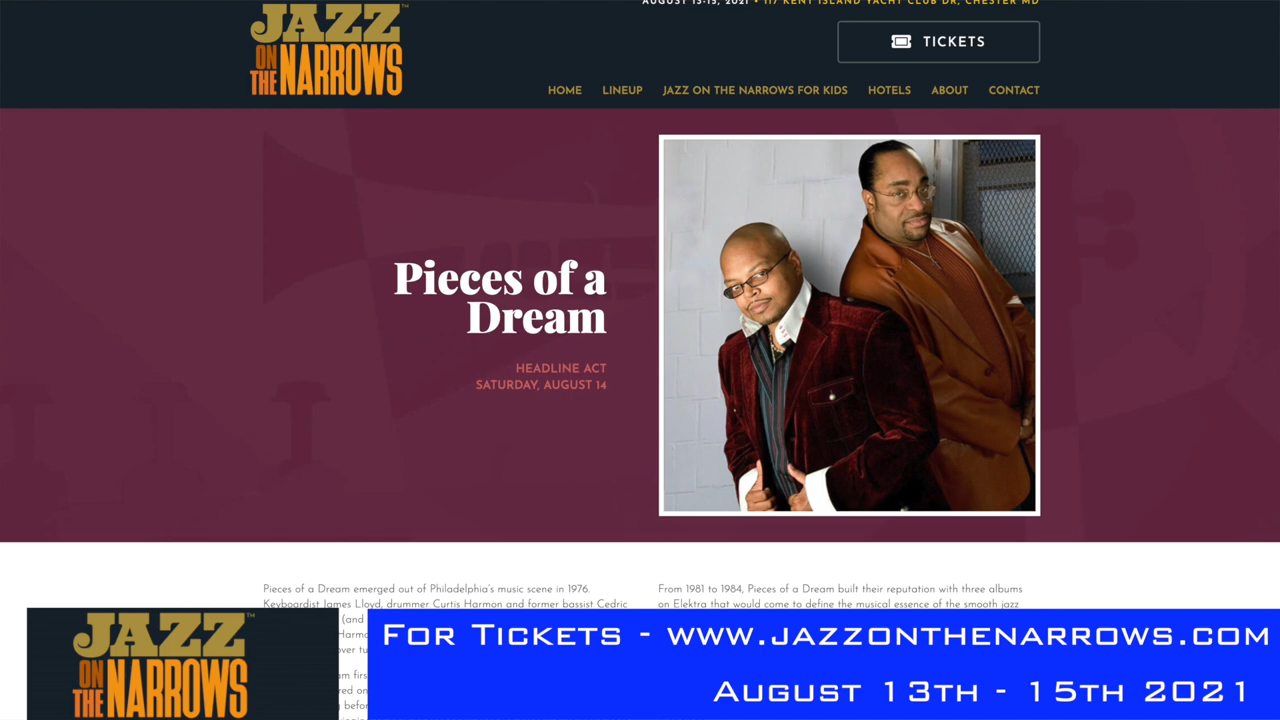 JAZZ
ON
THE NARROWS
AUGUST 13-15, 2021 • 117 KENT ISLAND YACHT CLUB DR, CHESTER MD
TICKETS
HOME LINEUP JAZZ ON THE NARROWS FOR KIDS HOTELS ABOUT CONTACT
Pieces of a
Dream
HEADLINE ACT
SATURDAY, AUGUST 14
Pieces of a Dream emerged out of Philadelphia's music scene in 1976.
Keyboardist James Lloyd, drummer Curtis Harmon and former bassist Cedric
(and
From 1981 to 1984, Pieces of a Dream built their reputation with three albums
on Elektra that would come to define the musical essence of the smooth jazz
JAZZ
ON
THE NARROWS
For Tickets - www.jazzonthenarrows.com
August 13th - 15th 2021